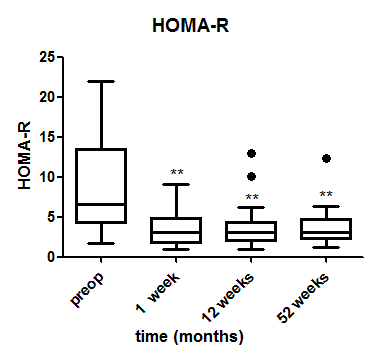 HOMA-R
HOMA-R
25
20
15
10
5
0
**
**
**
preop
1 week
12 weeks
52 weeks
time (months)